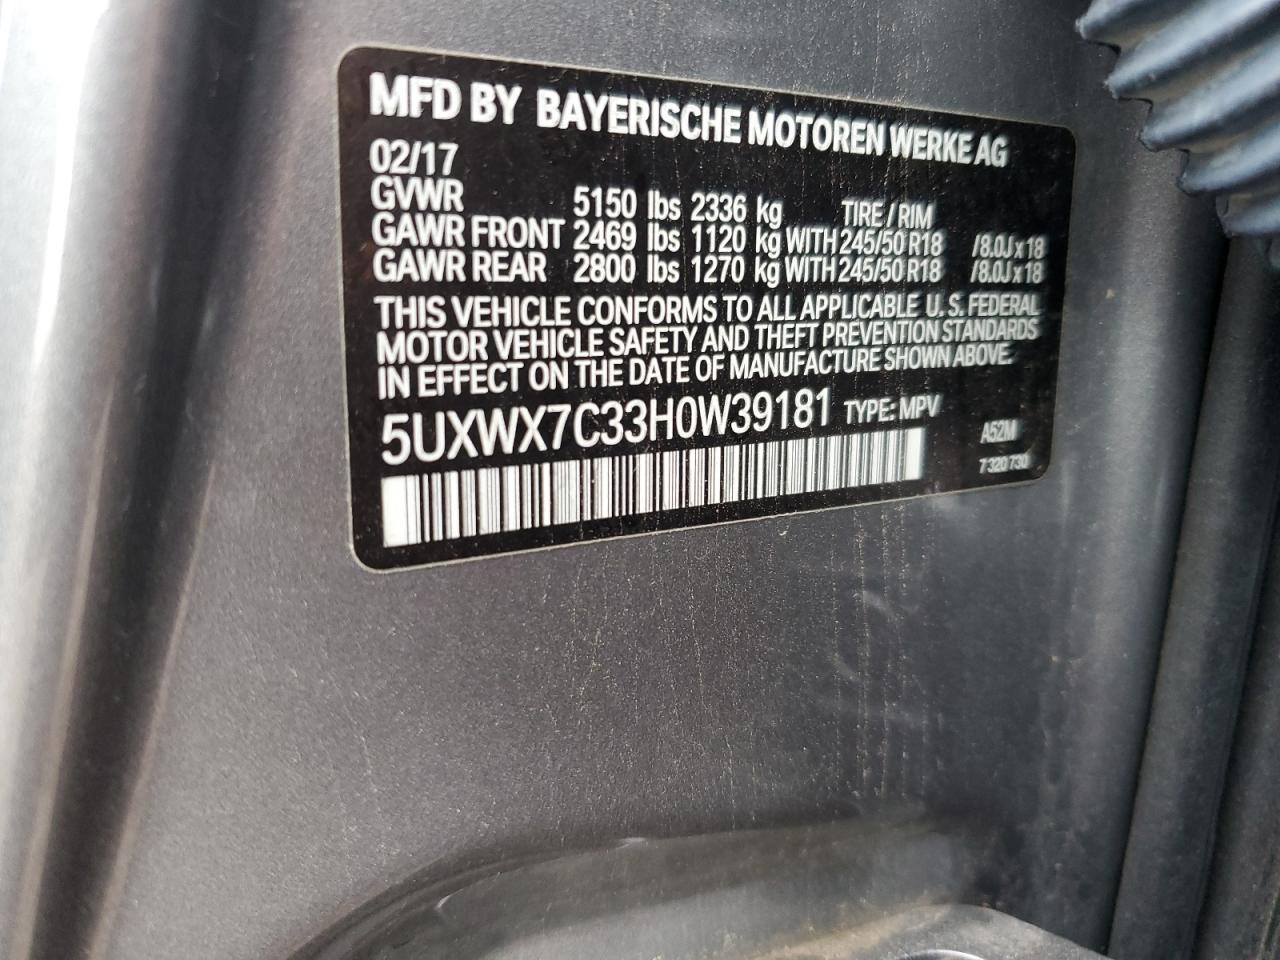 MFD BY BAYERISCHE MOTOREN WERKE AG
02/17
GVWR 5150 lbs 2336 kg TIRE / RIM
GAWR FRONT 2469 lbs 1120 kg WITH 245/50 R18 /8.0J x 18
GAWR REAR 2800 lbs 1270 kg WITH 245/50 R18 /8.0J x 18
THIS VEHICLE CONFORMS TO ALL APPLICABLE U. S. FEDERAL
MOTOR VEHICLE SAFETY AND THEFT PREVENTION STANDARDS
IN EFFECT ON THE DATE OF MANUFACTURE SHOWN ABOVE.
5UXWX7C33H0W39181 TYPE: MPV
A52M
7 320 730